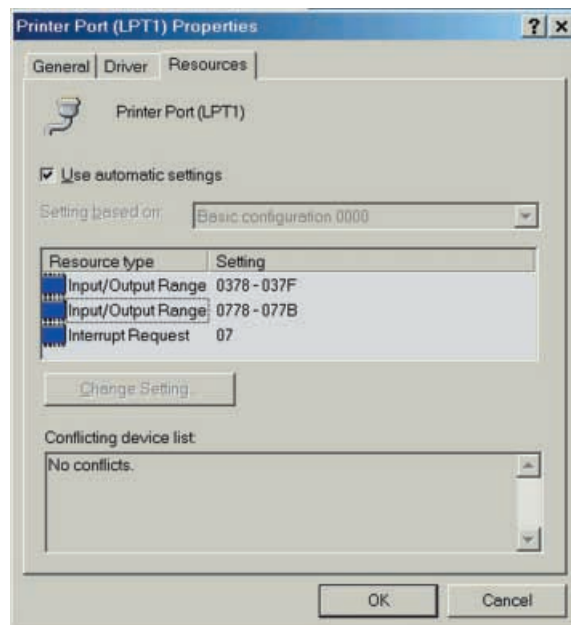 Printer Port (LPT1) Properties
General Driver Resources
Printer Port (LPT1)
Use automatic settings
Setting based on: Basic configuration 0000
Resource type Setting
Input/Output Range 0378 - 037F
Input/Output Range 0778 - 077B
Interrupt Request 07
Change Setting...
Conflicting device list:
No conflicts.
OK Cancel